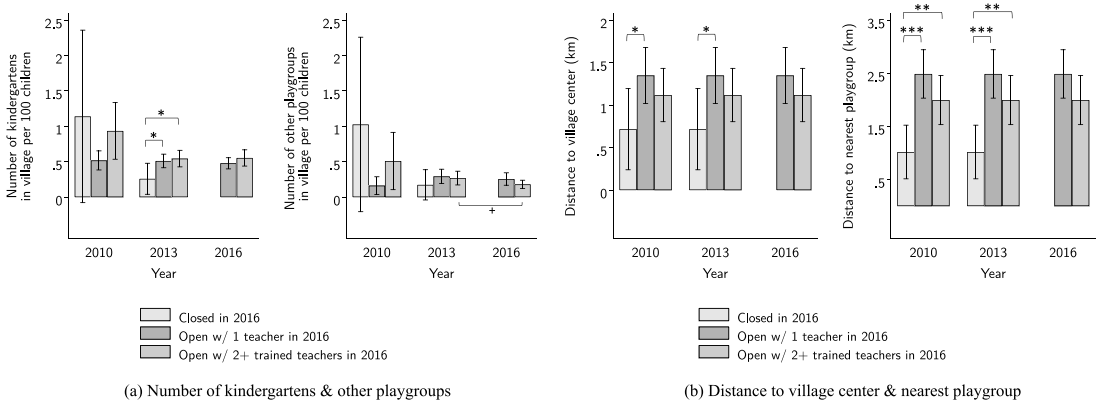 Number of kindergartens
in village per 100 children
2.5
2
1.5
1
.5
0
*
*
2010 2013 2016
Year
Number of other playgroups
in village per 100 children
2.5
2
1.5
1
.5
0
+
2010 2013 2016
Year
Closed in 2016
Open w/ 1 teacher in 2016
Open w/ 2+ trained teachers in 2016
(a) Number of kindergartens & other playgroups
Distance to village center (km)
2
1.5
1
.5
0
*
*
2010 2013 2016
Year
Distance to nearest playgroup (km)
3.5
2.5
1.5
.5
**
***
**
***
2010 2013 2016
Year
Closed in 2016
Open w/ 1 teacher in 2016
Open w/ 2+ trained teachers in 2016
(b) Distance to village center & nearest playgroup